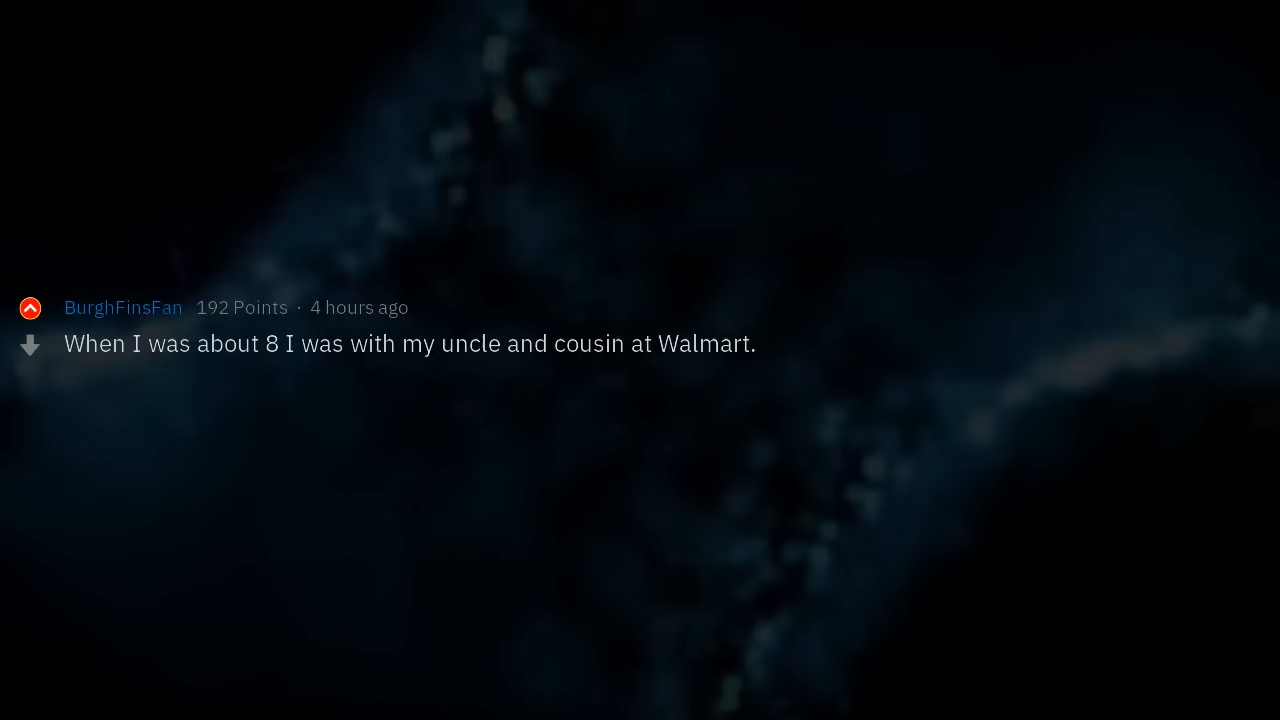 BurghFinsFan 192 Points · 4 hours ago
When I was about 8 I was with my uncle and cousin at Walmart.